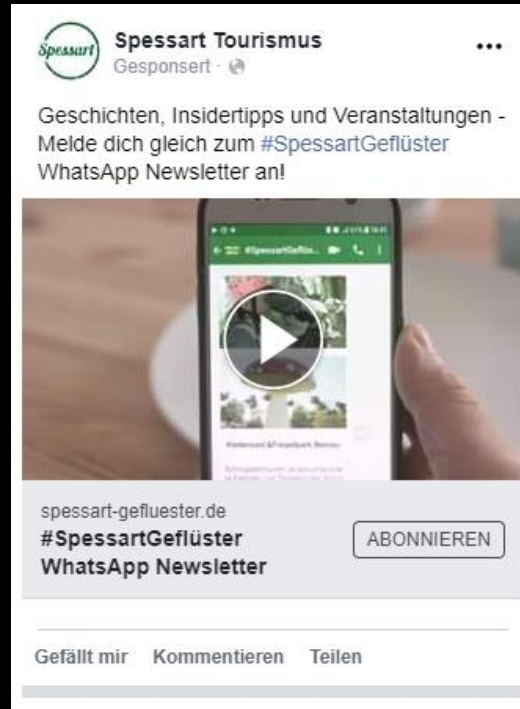 Spessart
Spessart Tourismus
Gesponsert ·
Geschichten, Insidertipps und Veranstaltungen -
Melde dich gleich zum #SpessartGeflüster
WhatsApp Newsletter an!
#SpessartGeflüs...
spessart-gefluester.de
#SpessartGeflüster
WhatsApp Newsletter
ABONNIEREN
Gefällt mir Kommentieren Teilen